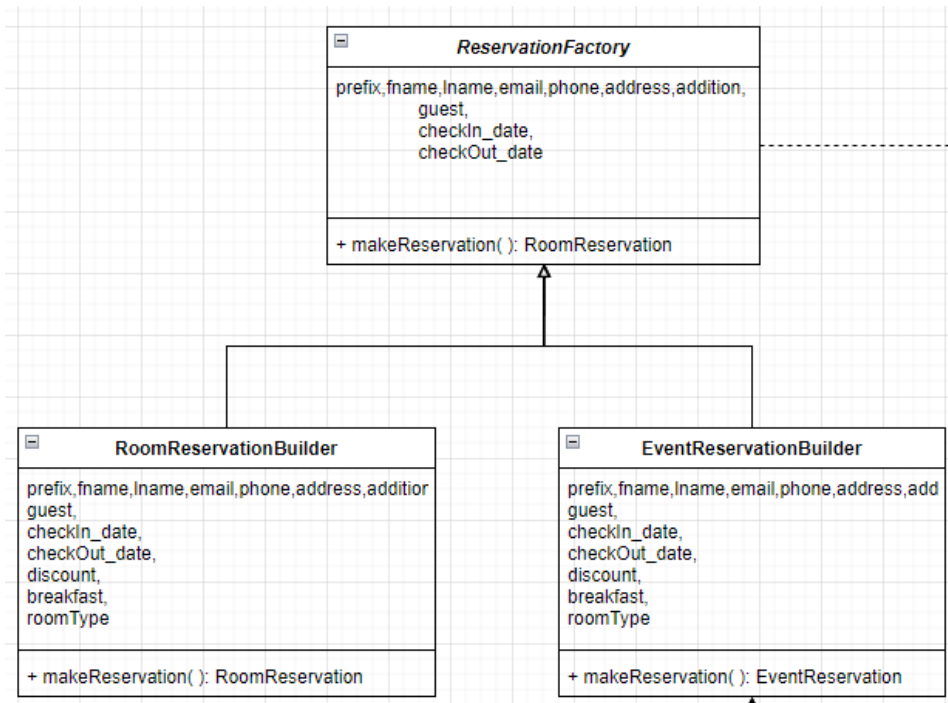 ReservationFactory
prefix,fname,lname,email,phone,address,addition,
guest,
checkIn_date,
checkOut_date
+ makeReservation( ): RoomReservation
RoomReservationBuilder
prefix,fname,lname,email,phone,address,addition
guest,
checkIn_date,
checkOut_date,
discount,
breakfast,
roomType
+ makeReservation( ): RoomReservation
EventReservationBuilder
prefix,fname,lname,email,phone,address,add
guest,
checkIn_date,
checkOut_date,
discount,
breakfast,
roomType
+ makeReservation( ): EventReservation